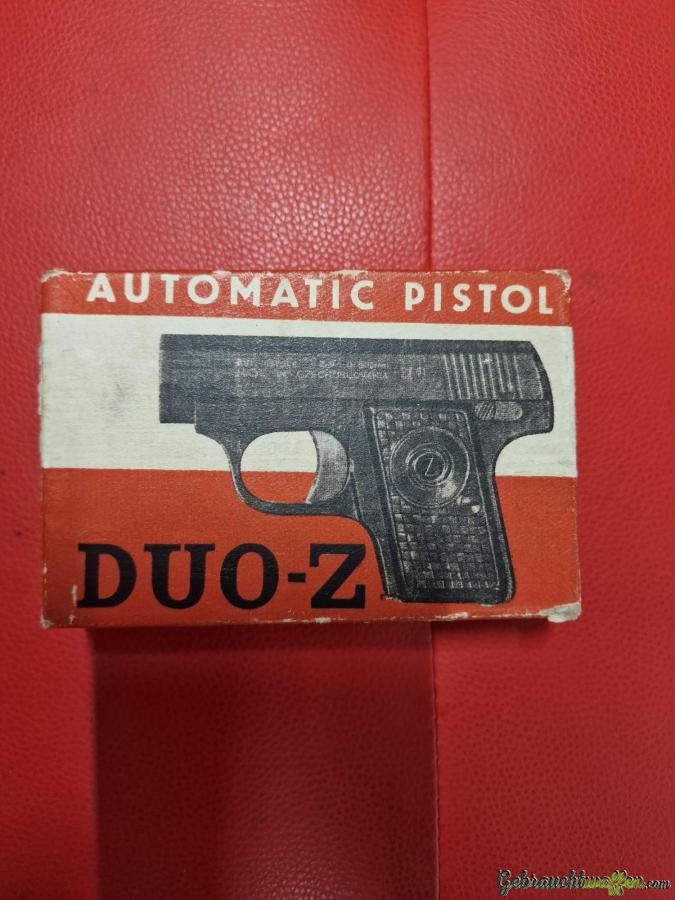 AUTOMATIC PISTOL
Z
DUO-Z
Gebrauchtwaffen.com